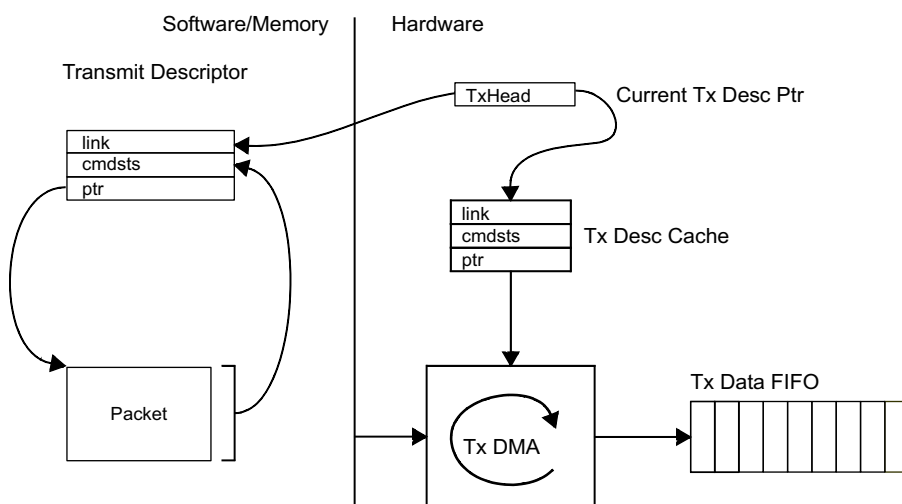 Software/Memory
Hardware
Transmit Descriptor
TxHead
Current Tx Desc Ptr
link
cmdsts
ptr
link
cmdsts
ptr
Tx Desc Cache
Packet
Tx DMA
Tx Data FIFO